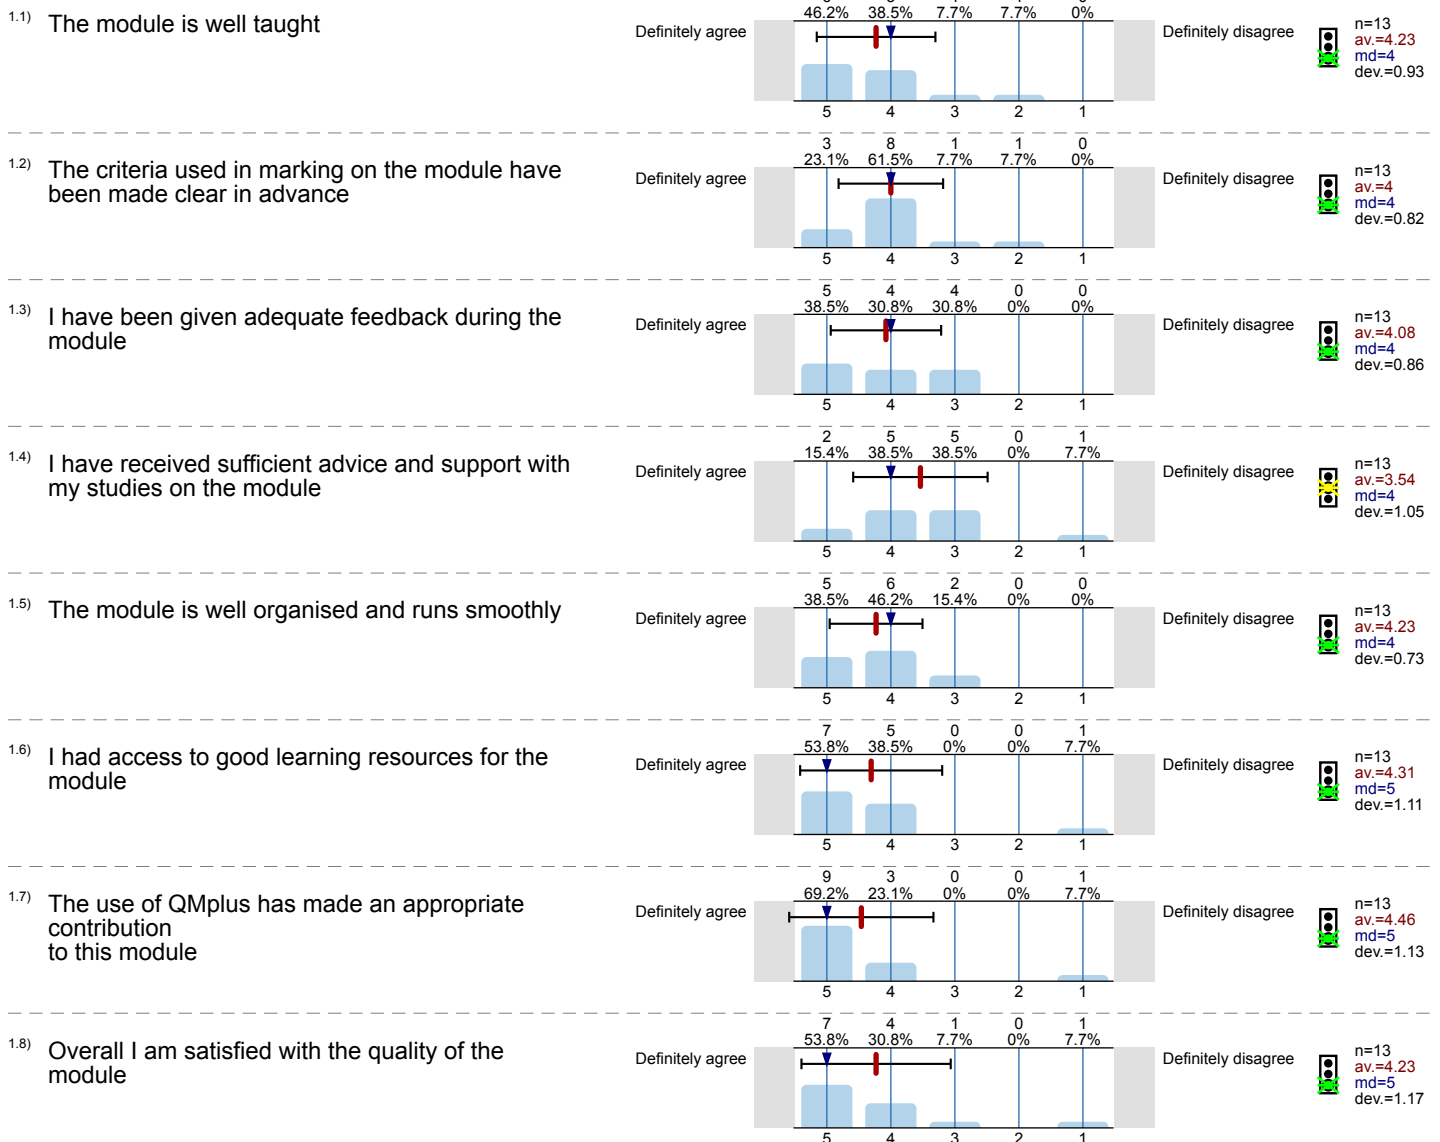 46.2% 38.5% 7.7% 7.7% 0%
1.1) The module is well taught
Definitely agree
Definitely disagree
n=13
av.=4.23
md=4
dev.=0.93
5 4 3 2 1
3 8 1 1 0
23.1% 61.5% 7.7% 7.7% 0%
1.2) The criteria used in marking on the module have
been made clear in advance
Definitely agree
Definitely disagree
n=13
av.=4
md=4
dev.=0.82
5 4 3 2 1
5 4 4 0 0
38.5% 30.8% 30.8% 0% 0%
1.3) I have been given adequate feedback during the
module
Definitely agree
Definitely disagree
n=13
av.=4.08
md=4
dev.=0.86
5 4 3 2 1
2 5 5 0 1
15.4% 38.5% 38.5% 0% 7.7%
1.4) I have received sufficient advice and support with
my studies on the module
Definitely agree
Definitely disagree
n=13
av.=3.54
md=4
dev.=1.05
5 4 3 2 1
5 6 2 0 0
38.5% 46.2% 15.4% 0% 0%
1.5) The module is well organised and runs smoothly
Definitely agree
Definitely disagree
n=13
av.=4.23
md=4
dev.=0.73
5 4 3 2 1
7 5 0 0 1
53.8% 38.5% 0% 0% 7.7%
1.6) I had access to good learning resources for the
module
Definitely agree
Definitely disagree
n=13
av.=4.31
md=5
dev.=1.11
5 4 3 2 1
9 3 0 0 1
69.2% 23.1% 0% 0% 7.7%
1.7) The use of QMplus has made an appropriate
contribution
to this module
Definitely agree
Definitely disagree
n=13
av.=4.46
md=5
dev.=1.13
5 4 3 2 1
7 4 1 0 1
53.8% 30.8% 7.7% 0% 7.7%
1.8) Overall I am satisfied with the quality of the
module
Definitely agree
Definitely disagree
n=13
av.=4.23
md=5
dev.=1.17
5 4 3 2 1